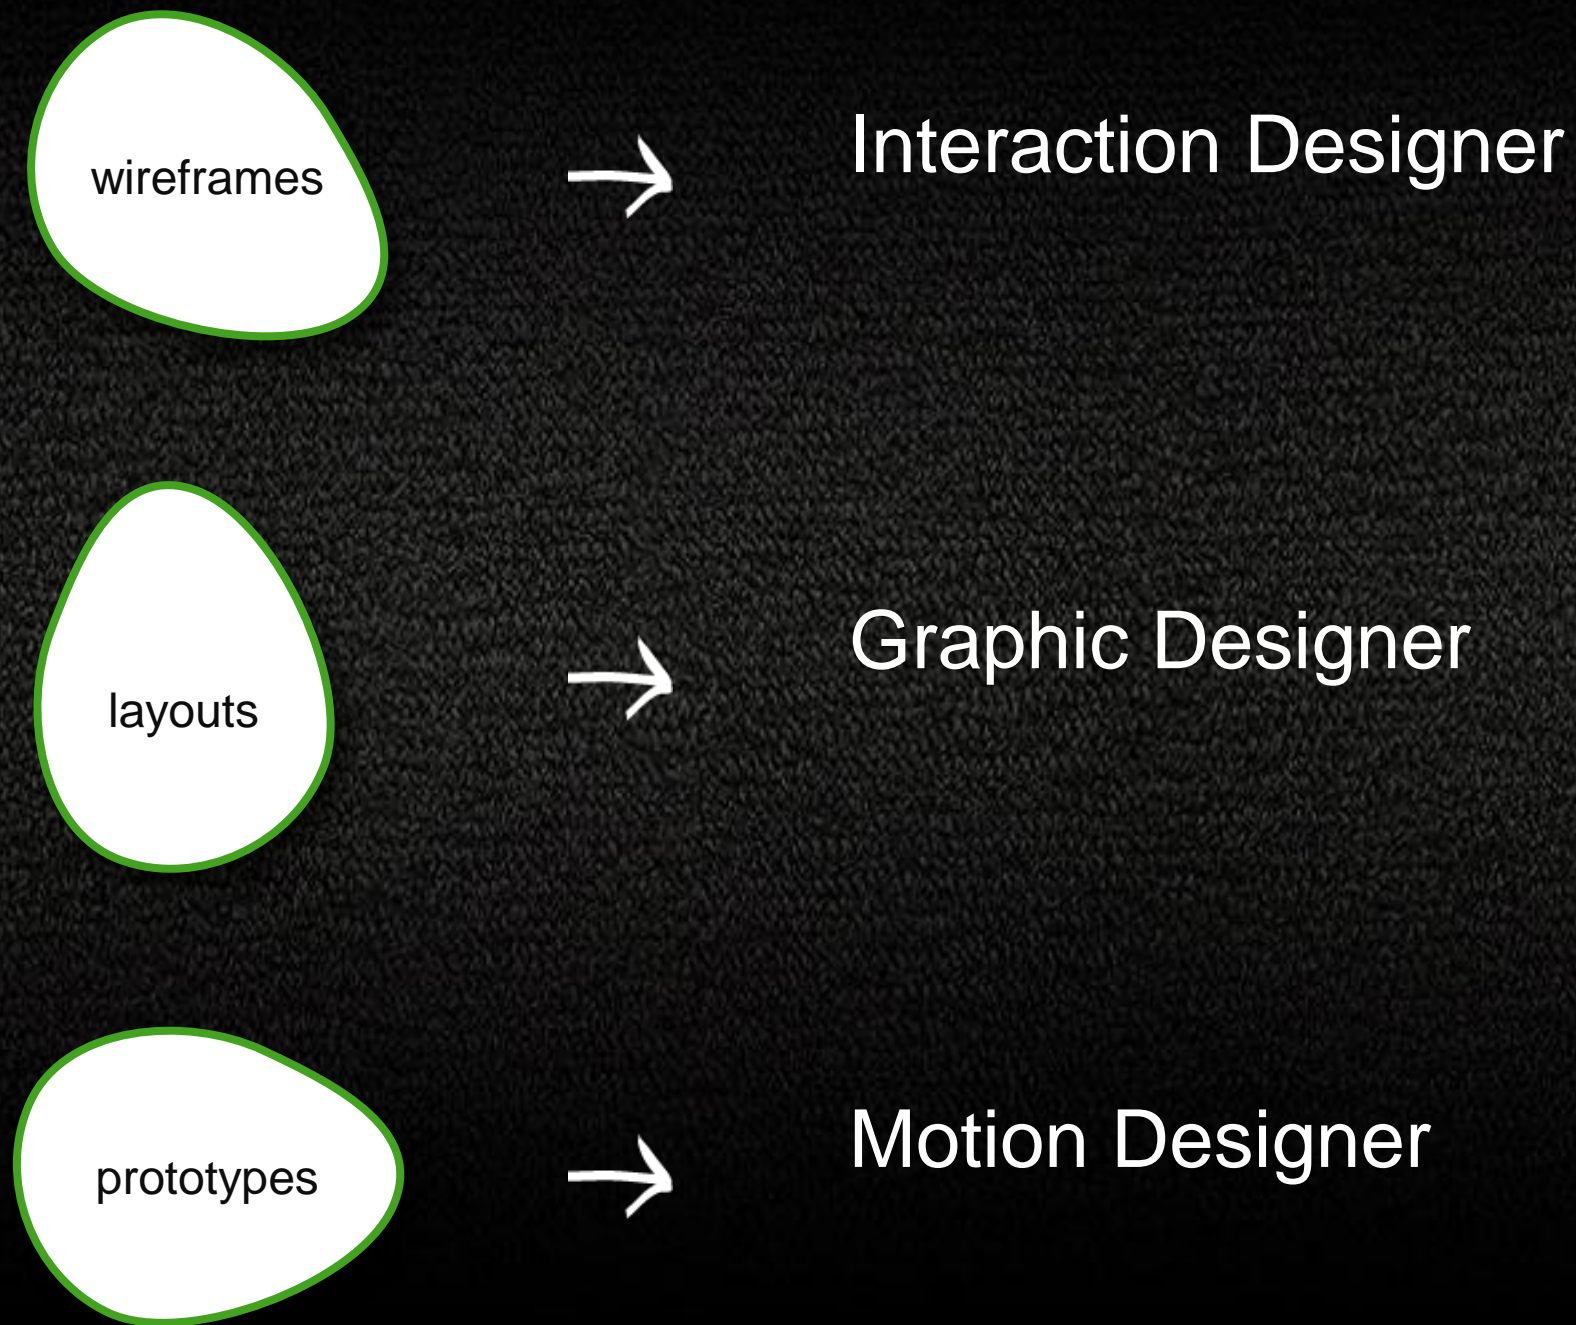 wireframes
Interaction Designer
layouts
Graphic Designer
prototypes
Motion Designer